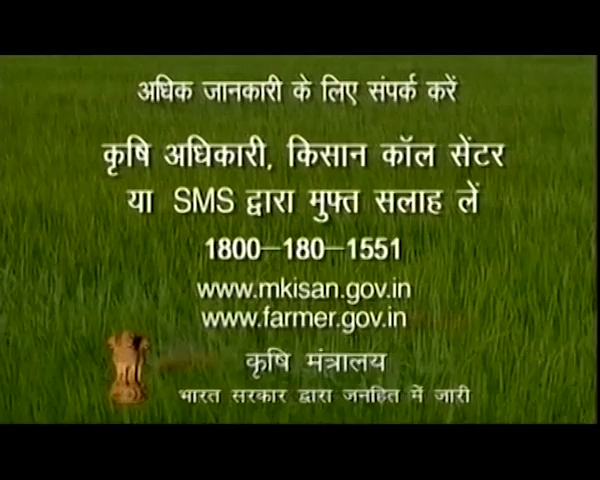 अधिक जानकारी के लिए संपर्क करें
कृषि अधिकारी, किसान कॉल सेंटर
या SMS द्वारा मुफ्त सलाह लें
1800-180-1551
www.mkisan.gov.in
www.farmer.gov.in
कृषि मंत्रालय
भारत सरकार द्वारा जनहित में जारी